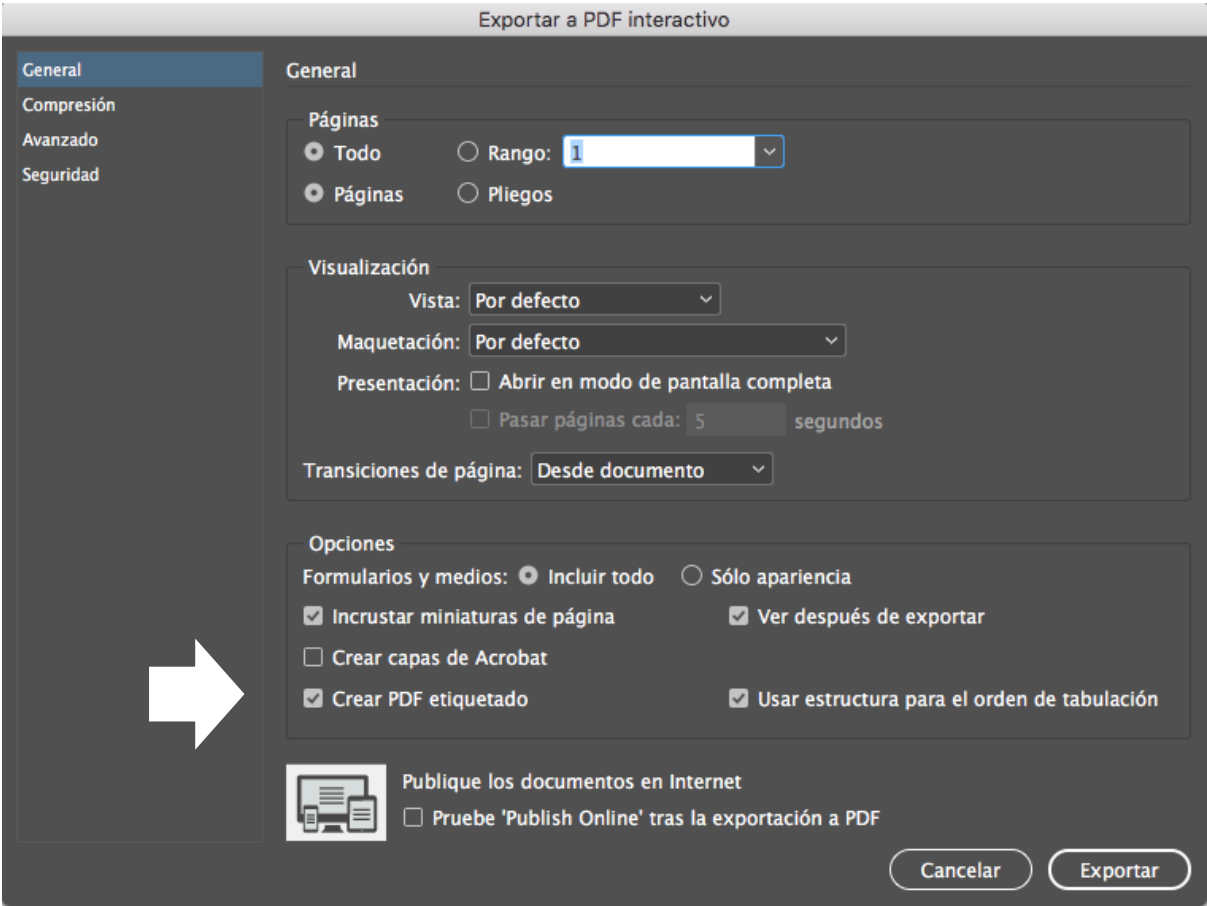 Exportar a PDF interactivo
General
Compresión
Avanzado
Seguridad
General
Páginas
Todo Rango: 1
Páginas Pliegos
Visualización
Vista: Por defecto
Maquetación: Por defecto
Presentación: Abrir en modo de pantalla completa
Pasar páginas cada: 5 segundos
Transiciones de página: Desde documento
Opciones
Formularios y medios: Incluir todo Sólo apariencia
Incrustar miniaturas de página Ver después de exportar
Crear capas de Acrobat
Crear PDF etiquetado Usar estructura para el orden de tabulación
Publique los documentos en Internet
Pruebe 'Publish Online' tras la exportación a PDF
Cancelar Exportar